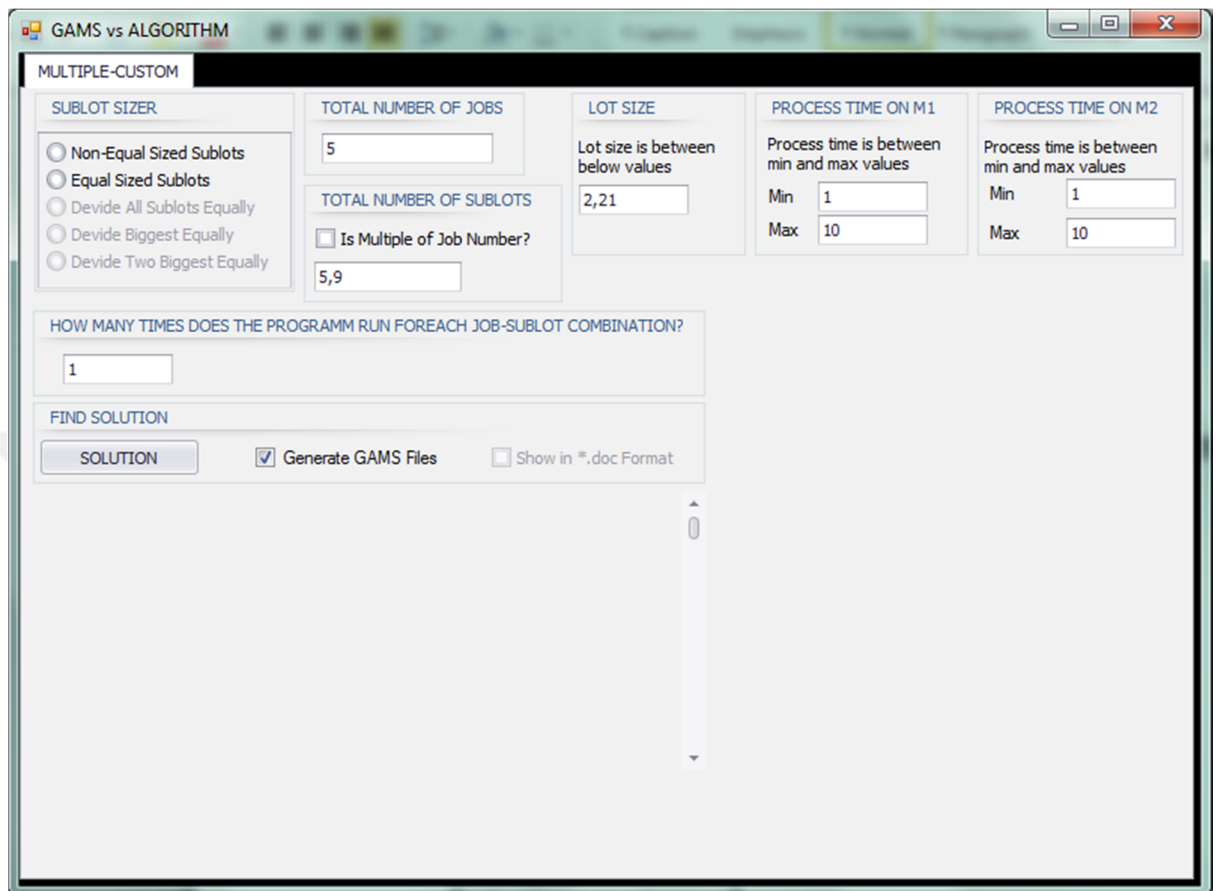 GAMS vs ALGORITHM
MULTIPLE-CUSTOM
SUBLOT SIZER
Non-Equal Sized Sublots
Equal Sized Sublots
Devide All Sublots Equally
Devide Biggest Equally
Devide Two Biggest Equally
TOTAL NUMBER OF JOBS
5
TOTAL NUMBER OF SUBLOTS
Is Multiple of Job Number?
5,9
LOT SIZE
Lot size is between
below values
2,21
PROCESS TIME ON M1
Process time is between
min and max values
Min 1
Max 10
PROCESS TIME ON M2
Process time is between
min and max values
Min 1
Max 10
HOW MANY TIMES DOES THE PROGRAMM RUN FOREACH JOB-SUBLOT COMBINATION?
1
FIND SOLUTION
SOLUTION
Generate GAMS Files
Show in *.doc Format